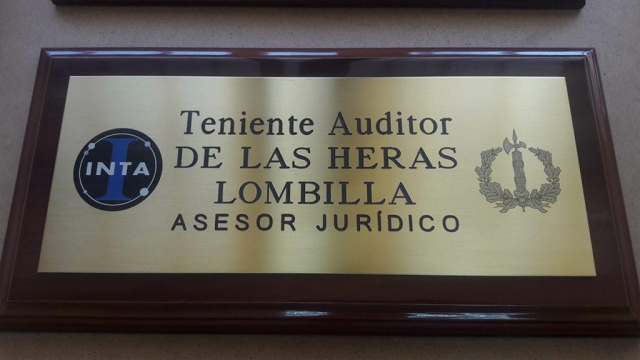 INTA
Teniente Auditor
DE LAS HERAS
LOMBILLA
ASESOR JURÍDICO